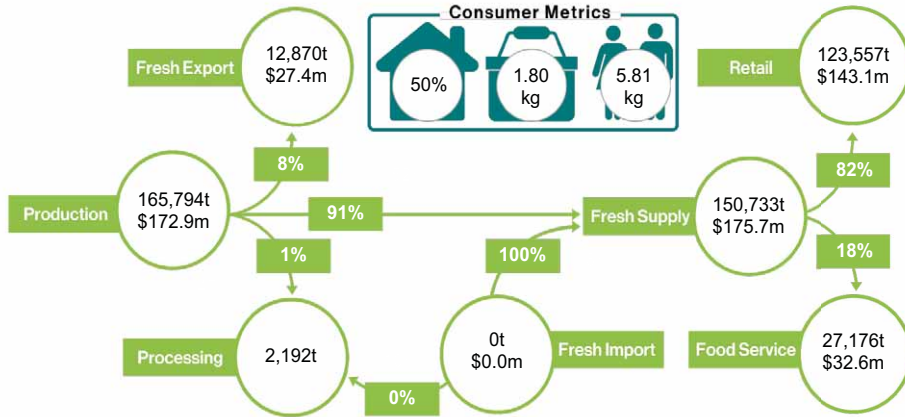 Consumer Metrics
Fresh Export
12,870t
$27.4m
50%
1.80
kg
5.81
kg
Retail
123,557t
$143.1m
8%
82%
Production
165,794t
$172.9m
91%
Fresh Supply
150,733t
$175.7m
1%
100%
18%
Processing
2,192t
0t
$0.0m
Fresh Import
Food Service
27,176t
$32.6m
0%